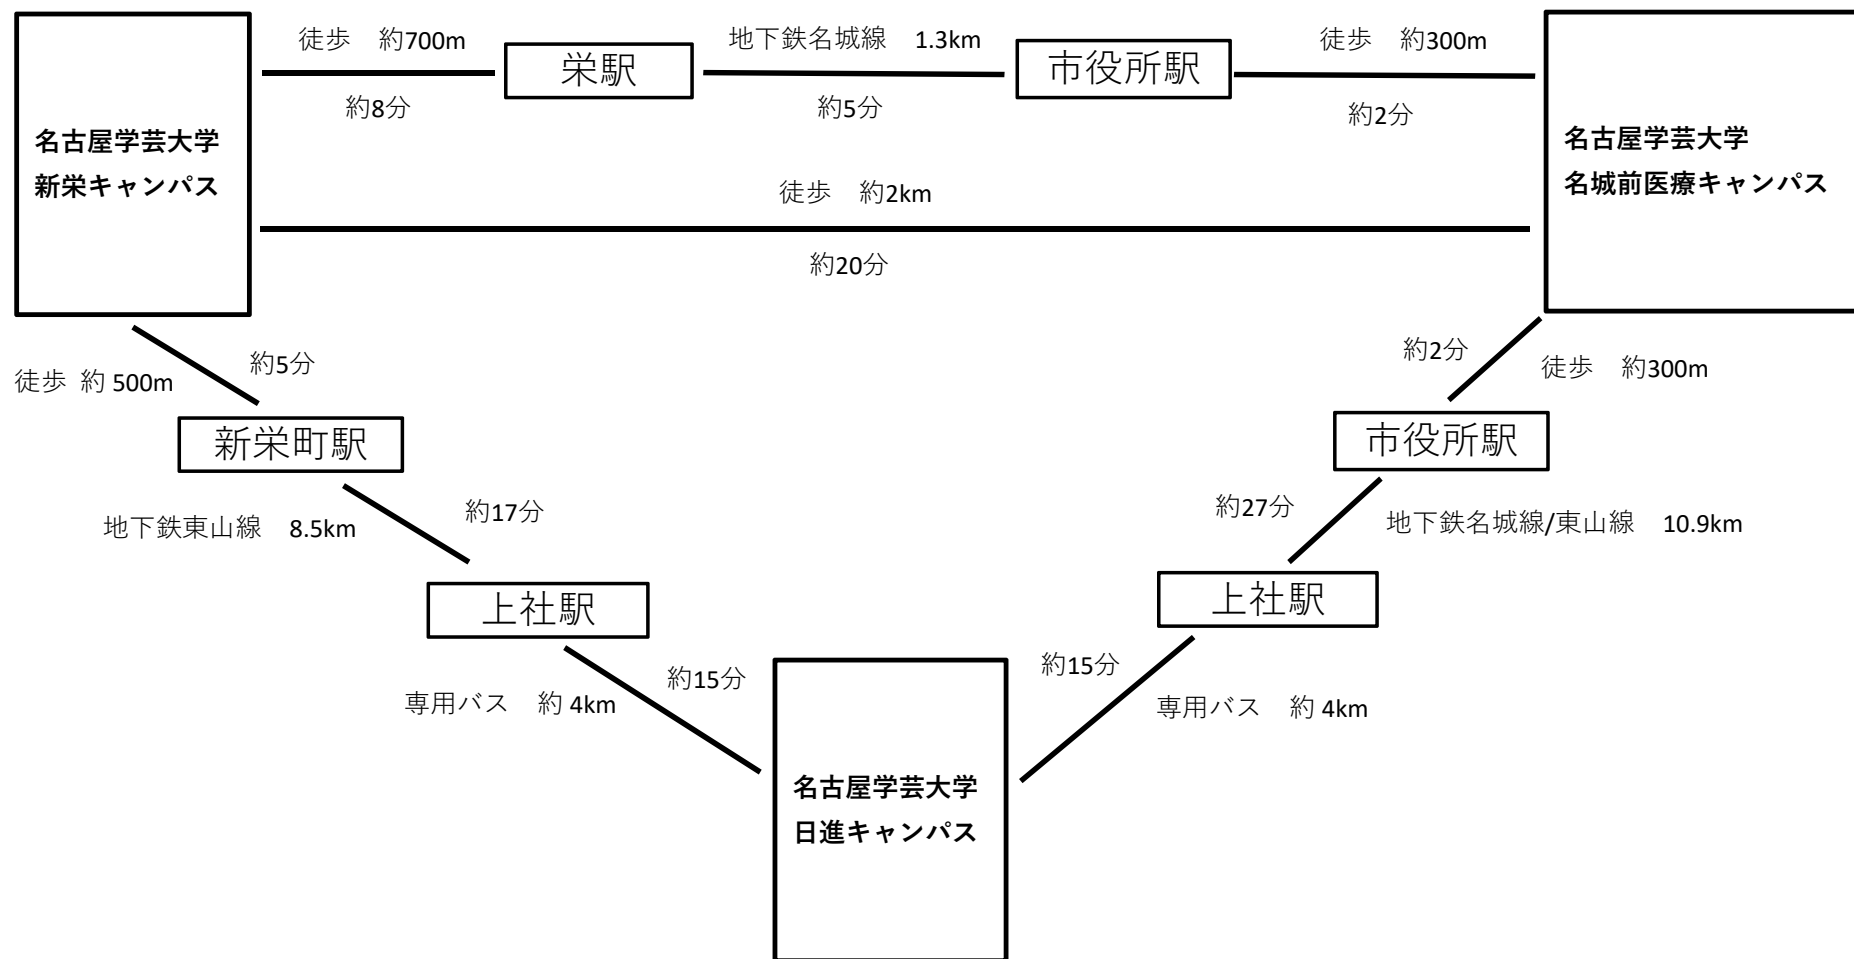 徒歩　約700m
地下鉄名城線　1.3km
徒歩　約300m
栄駅
市役所駅
約8分
約5分
約2分
名古屋学芸大学
新栄キャンパス
名古屋学芸大学
名城前医療キャンパス
徒歩　約2km
約20分
徒歩 約 500m
約5分
約2分
徒歩　約300m
新栄町駅
市役所駅
地下鉄東山線　8.5km
約17分
約27分
地下鉄名城線/東山線　10.9km
上社駅
上社駅
専用バス　約 4km
約15分
約15分
専用バス　約 4km
名古屋学芸大学
日進キャンパス